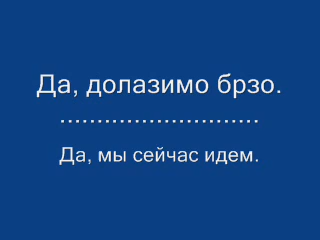 Да, долазимо брзо.
...........................
Да, мы сейчас идем.